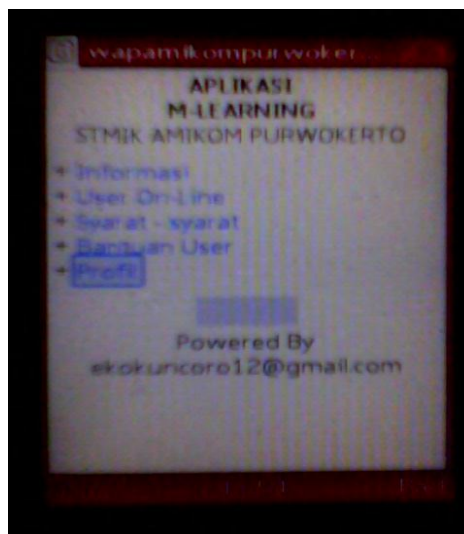 wapamikompurwoker
APLIKASI
M-LEARNING
STMIK AMIKOM PURWOKERTO
+ Informasi
+ User On-Line
+ Syarat - syarat
+ Bantuan User
+ Profil
Powered By
ekokuncoro12@gmail.com